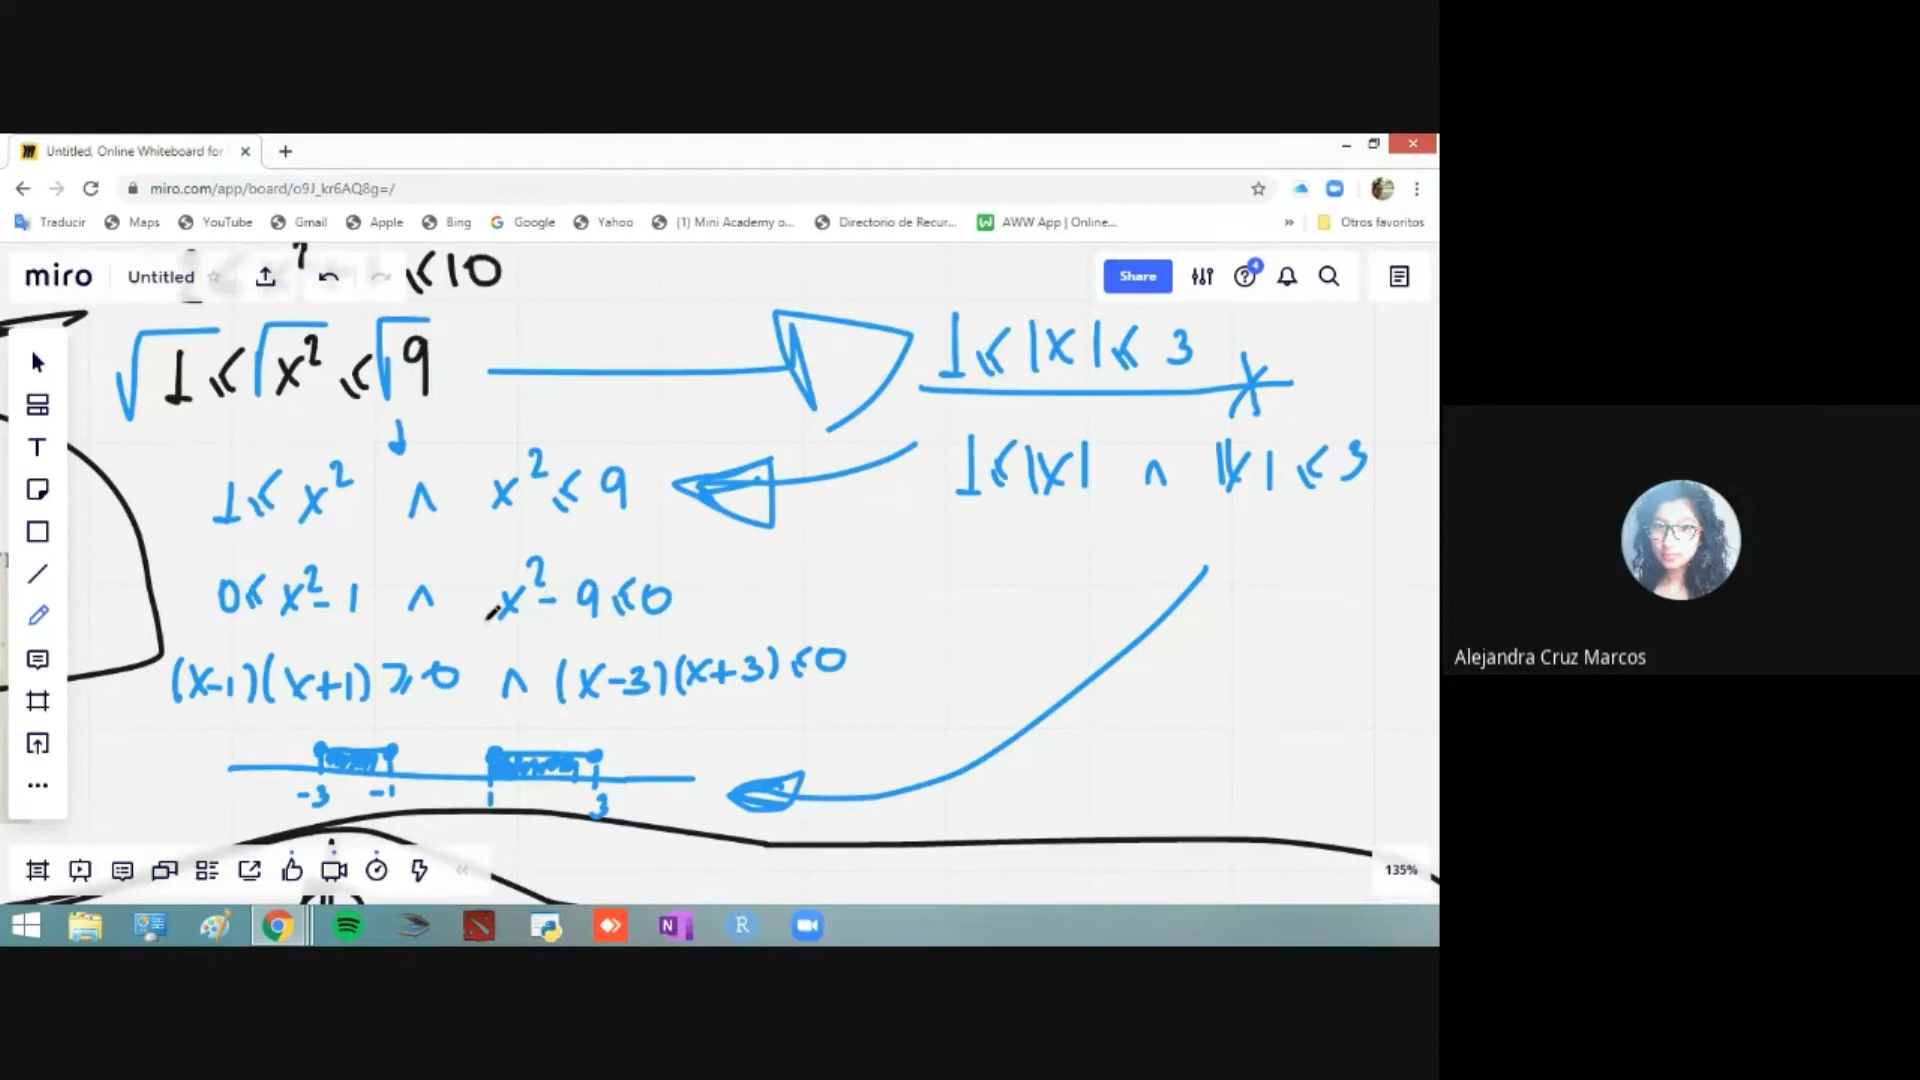 Untitled, Online Whiteboard for
miro.com/app/board/o9J_kr6AQ8g=/
Traducir Maps YouTube Gmail Apple Bing Google Yahoo (1) Mini Academy o... Directorio de Recur... AWW App | Online... » Otros favoritos
miro Untitled Share 4
≤10
√1 ≤ √x² ≤ √9
1 ≤ |x| ≤ 3
1 ≤ x² ∧ x² ≤ 9
1 ≤ |x| ∧ |x| ≤ 3
0 ≤ x² - 1 ∧ x² - 9 ≤ 0
(x-1)(x+1) ≥ 0 ∧ (x-3)(x+3) ≤ 0
-3 -1 1 3
135%
Alejandra Cruz Marcos